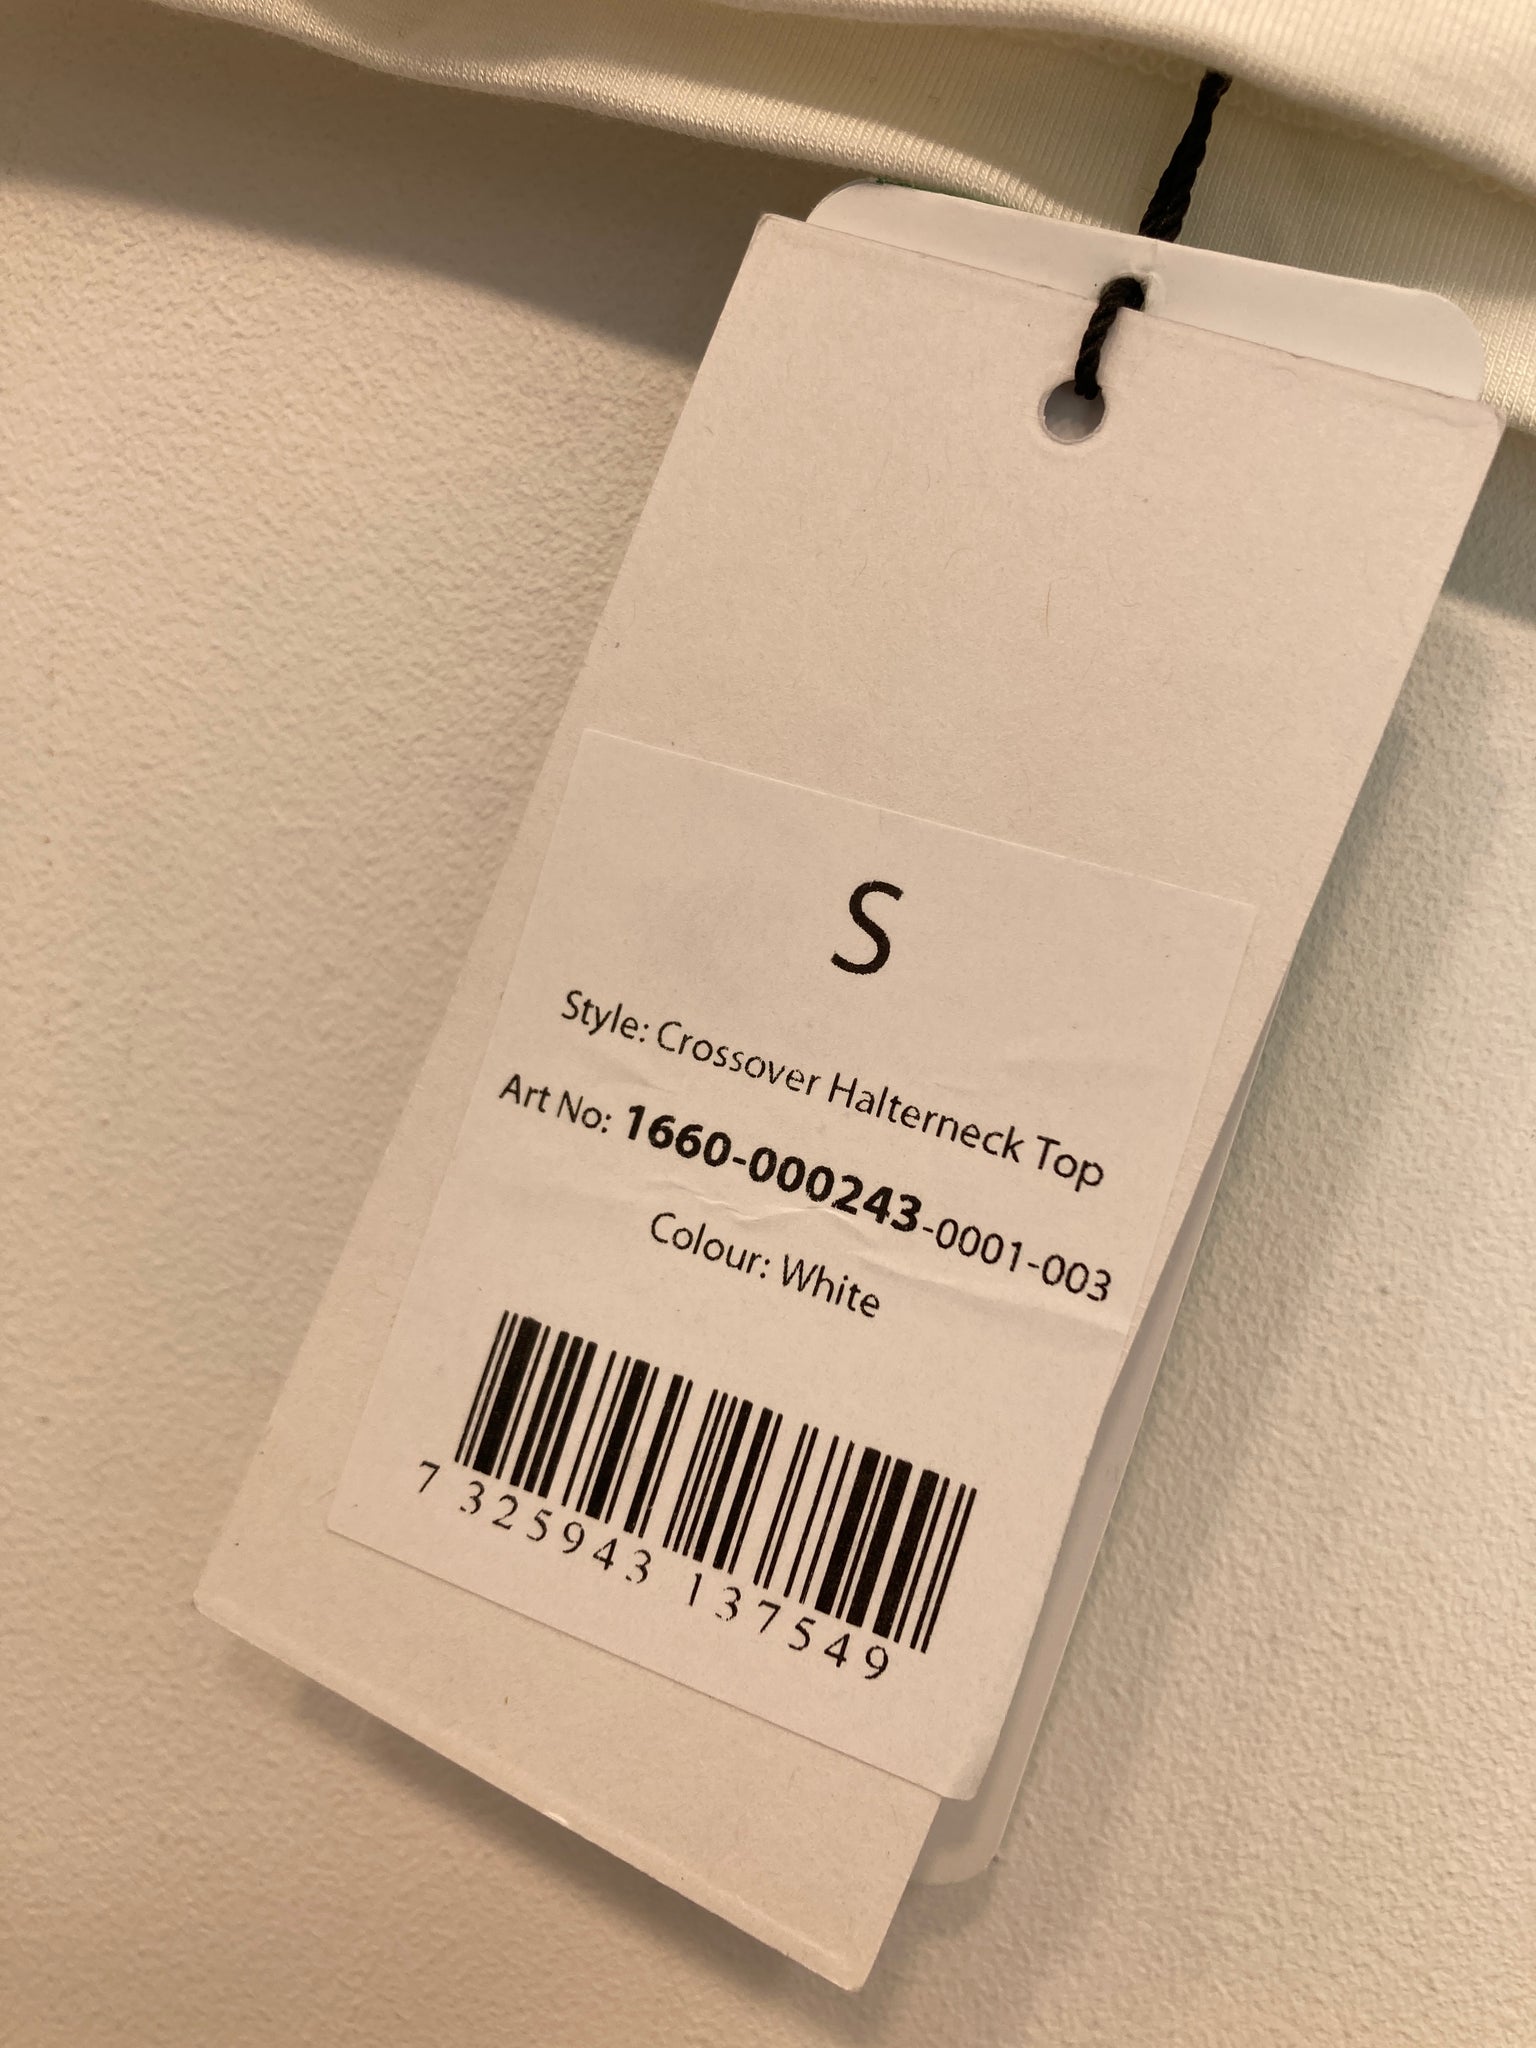 S
Style: Crossover Halterneck Top
Art No: 1660-000243-0001-003
Colour: White
7 325943 137549